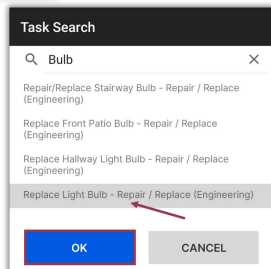 Task Search
Bulb
Repair/Replace Stairway Bulb - Repair / Replace
(Engineering)
Replace Front Patio Bulb - Repair / Replace
(Engineering)
Replace Hallway Light Bulb - Repair / Replace
(Engineering)
Replace Light Bulb - Repair / Replace (Engineering)
OK CANCEL